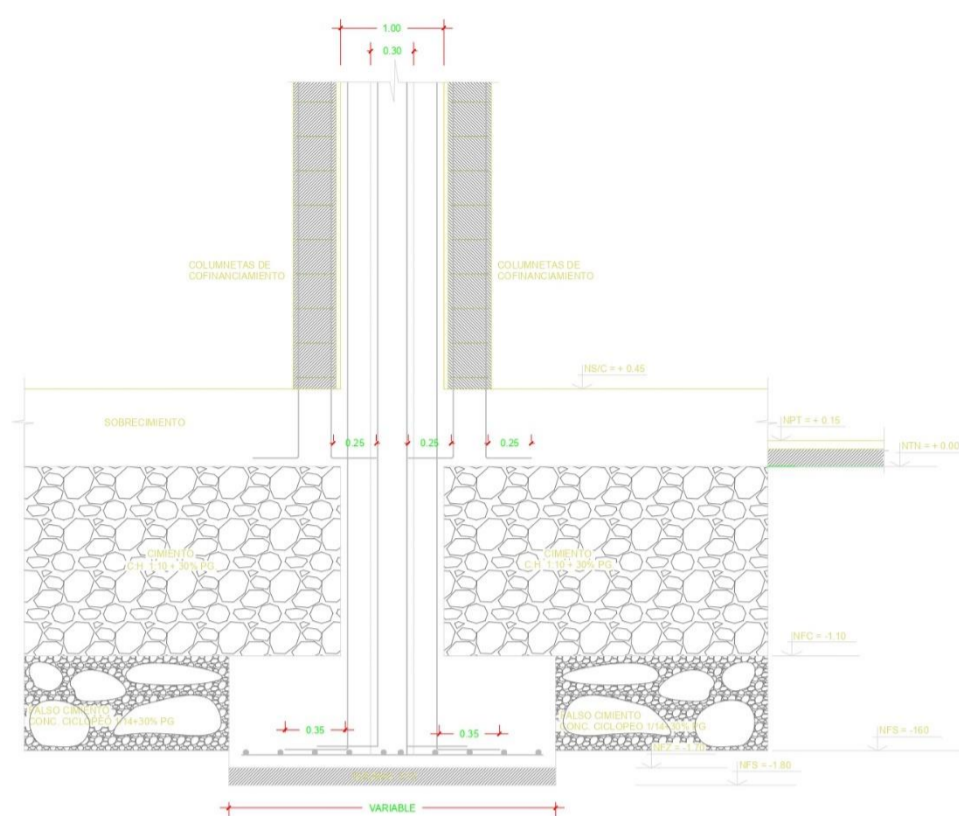 1.00
0.30
COLUMNETAS DE
COFINANCIAMIENTO
COLUMNETAS DE
COFINANCIAMIENTO
NS/C = + 0.45
SOBRECIMIENTO
NPT = + 0.15
0.25
0.25
0.25
NTN = + 0.00
CIMIENTO
C:H 1:10 + 30% PG
CIMIENTO
C:H 1:10 + 30% PG
NFC = -1.10
FALSO CIMIENTO
CONC. CICLOPEO 1/14+30% PG
FALSO CIMIENTO
CONC. CICLOPEO 1/14+30% PG
0.35
0.35
NFS = -160
NFZ = -1.70
NFS = -1.80
VARIABLE